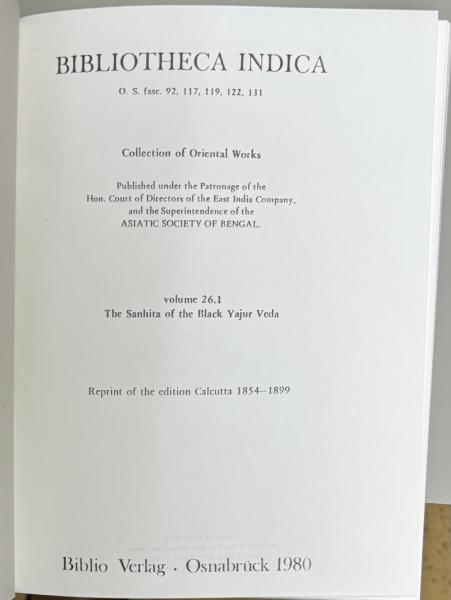 BIBLIOTHECA INDICA
O. S. fasc. 92, 117, 119, 122, 131
Collection of Oriental Works
Published under the Patronage of the
Hon. Court of Directors of the East India Company,
and the Superintendence of the
ASIATIC SOCIETY OF BENGAL.
volume 26,1
The Sanhita of the Black Yajur Veda
Reprint of the edition Calcutta 1854—1899
Biblio Verlag . Osnabrück 1980